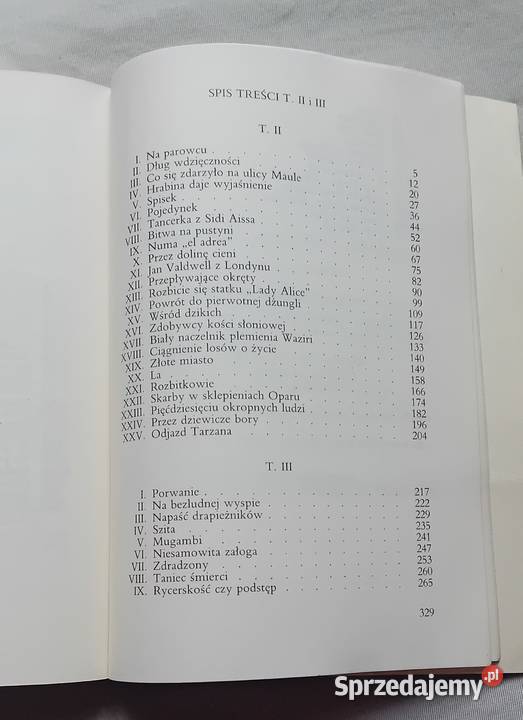 SPIS TREŚCI T. II i III
T. II
I. Na parowcu . . . . . 5
II. Dług wdzięczności . . . . . 12
III. Co się zdarzyło na ulicy Maule . . . . . 20
IV. Hrabina daje wyjaśnienie . . . . . 27
V. Spisek . . . . . 36
VI. Pojedynek . . . . . 44
VII. Tancerka z Sidi Aissa . . . . . 52
VIII. Bitwa na pustyni . . . . . 60
IX. Numa „el adrea” . . . . . 67
X. Przez dolinę cieni . . . . . 75
XI. Jan Valdwell z Londynu . . . . . 82
XII. Przepływające okręty . . . . . 90
XIII. Rozbicie się statku „Lady Alice” . . . . . 99
XIV. Powrót do pierwotnej dżungli . . . . . 109
XV. Wśród dzikich . . . . . 117
XVI. Zdobywcy kości słoniowej . . . . . 126
XVII. Biały naczelnik plemienia Waziri . . . . . 133
XVIII. Ciągnienie losów o życie . . . . . 140
XIX. Złote miasto . . . . . 149
XX. La . . . . . 158
XXI. Rozbitkowie . . . . . 166
XXII. Skarby w sklepieniach Oparu . . . . . 174
XXIII. Pięćdziesięciu okropnych ludzi . . . . . 182
XXIV. Przez dziewicze bory . . . . . 196
XXV. Odjazd Tarzana . . . . . 204
T. III
I. Porwanie . . . . . 217
II. Na bezludnej wyspie . . . . . 222
III. Napaść drapieżników . . . . . 229
IV. Szita . . . . . 235
V. Mugambi . . . . . 241
VI. Niesamowita załoga . . . . . 247
VII. Zdradzony . . . . . 253
VIII. Taniec śmierci . . . . . 260
IX. Rycerskość czy podstęp . . . . . 265
329
Sprzedajemy.pl